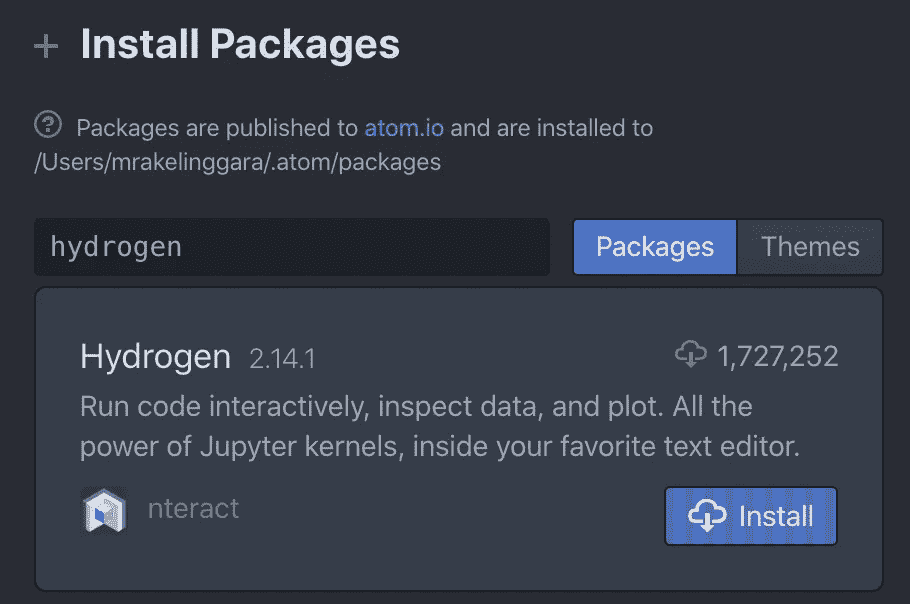 + Install Packages
Packages are published to atom.io and are installed to
/Users/mrakelinggara/.atom/packages
hydrogen
Packages Themes
Hydrogen 2.14.1 1,727,252
Run code interactively, inspect data, and plot. All the
power of Jupyter kernels, inside your favorite text editor.
nteract Install